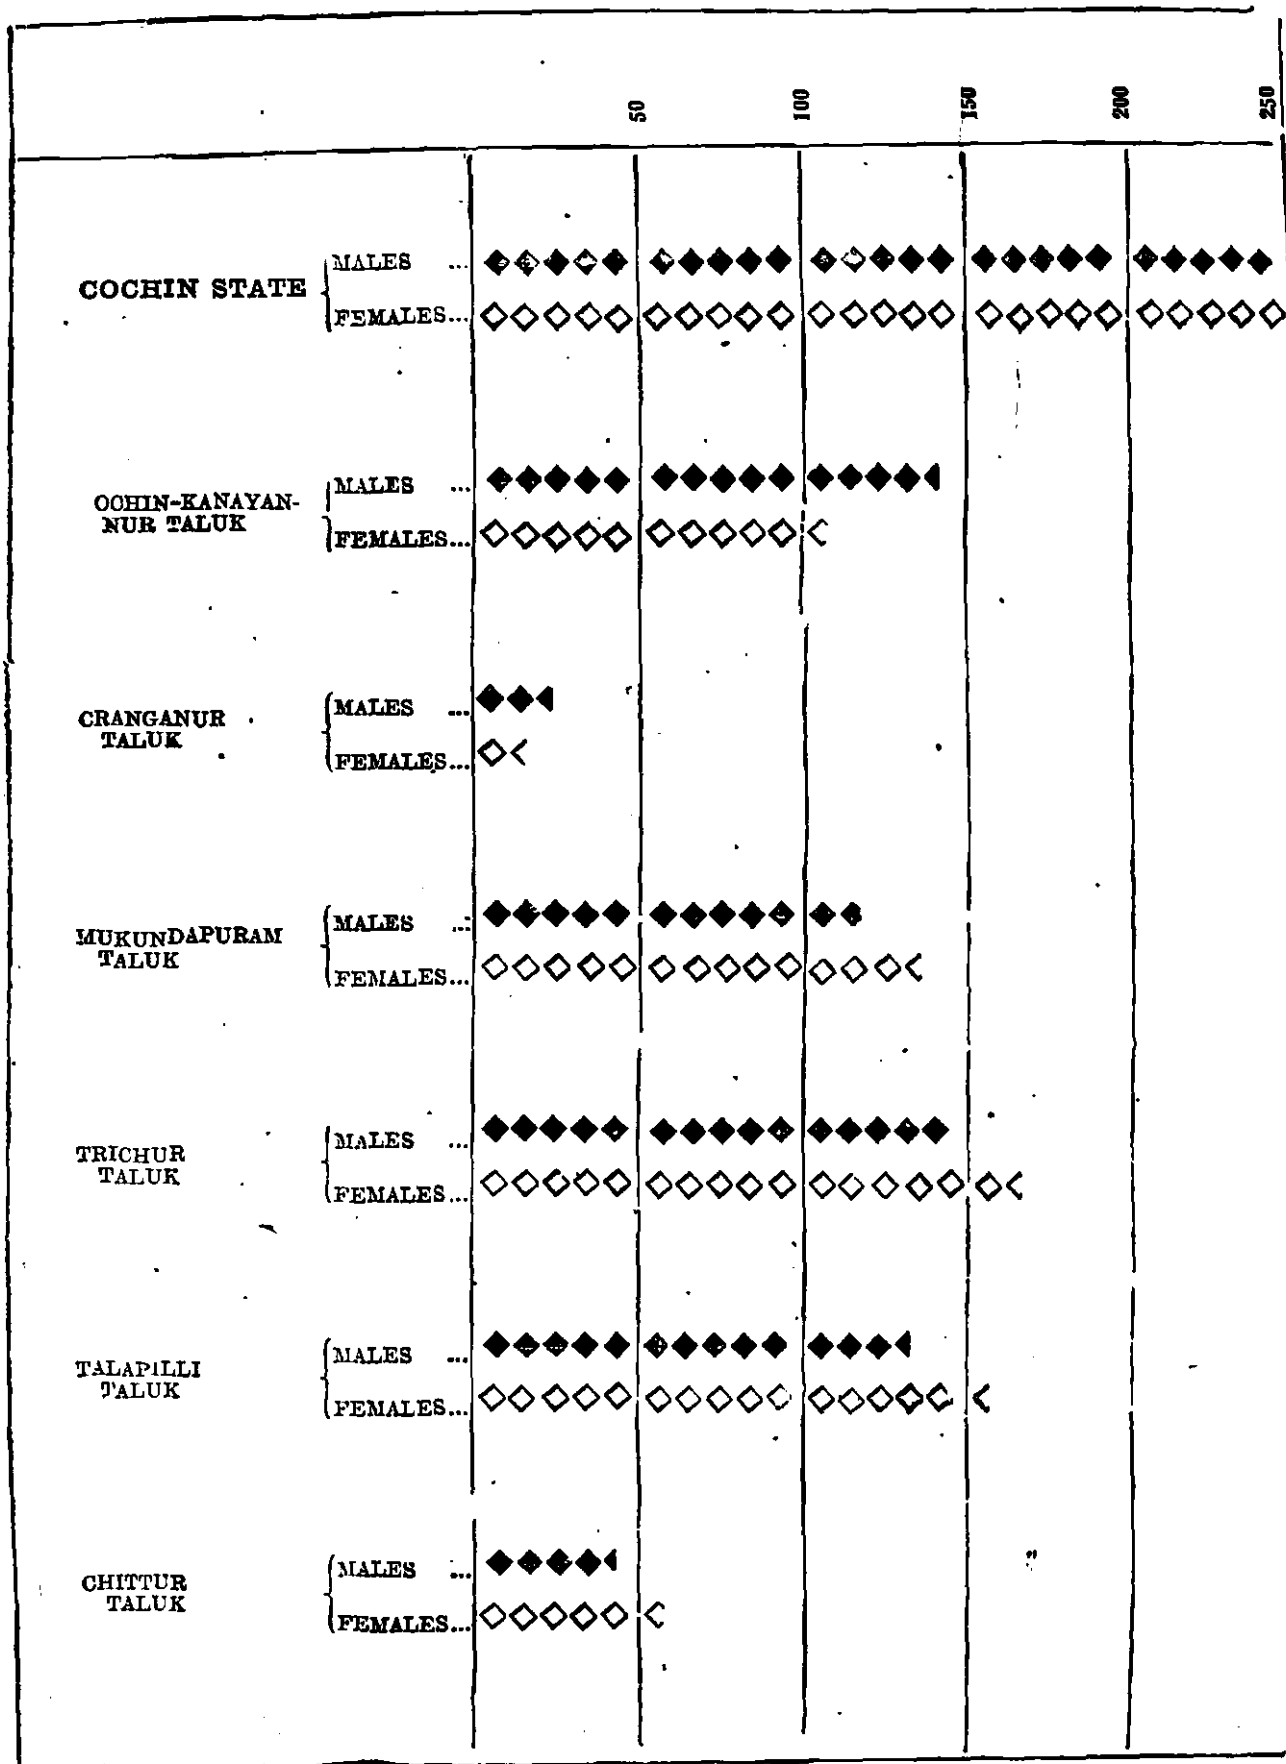 50 100 150 200 250
COCHIN STATE
MALES ...
FEMALES...
OCHIN-KANAYAN-
NUR TALUK
MALES ...
FEMALES...
CRANGANUR
TALUK
MALES ...
FEMALES...
MUKUNDAPURAM
TALUK
MALES ...
FEMALES...
TRICHUR
TALUK
MALES ...
FEMALES...
TALAPILLI
TALUK
MALES ...
FEMALES...
CHITTUR
TALUK
MALES ...
FEMALES...